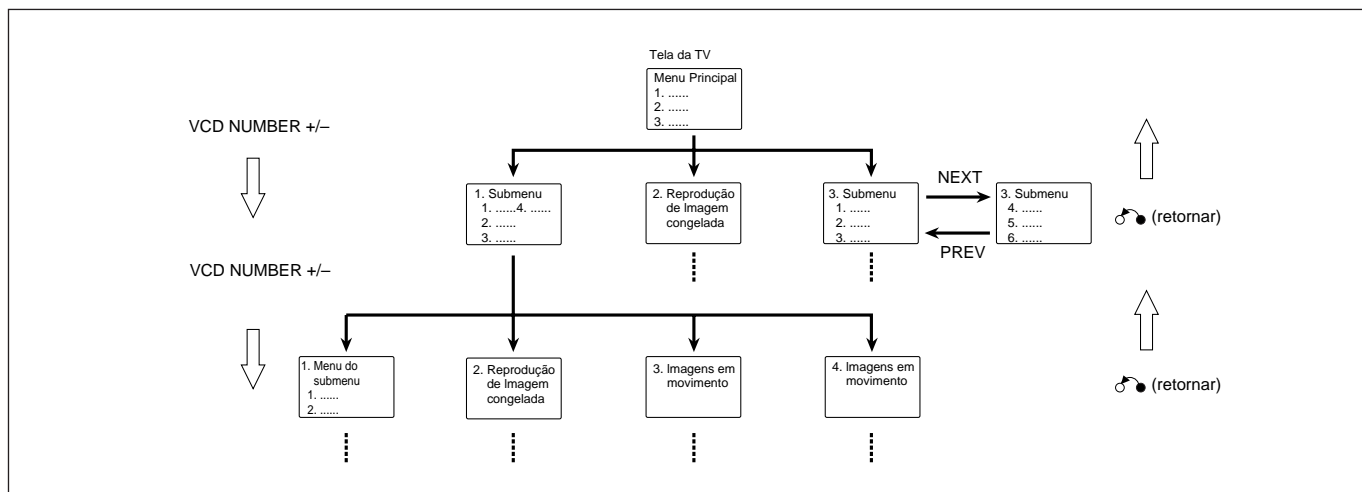 Tela da TV
Menu Principal
1. ......
2. ......
3. ......
VCD NUMBER +/–
1. Submenu
1. ......4. ......
2. ......
3. ......
2. Reprodução
de Imagem
congelada
3. Submenu
1. ......
2. ......
3. ......
NEXT
PREV
3. Submenu
4. ......
5. ......
6. ......
(retornar)
VCD NUMBER +/–
1. Menu do
submenu
1. ......
2. ......
2. Reprodução
de Imagem
congelada
3. Imagens em
movimento
4. Imagens em
movimento
(retornar)